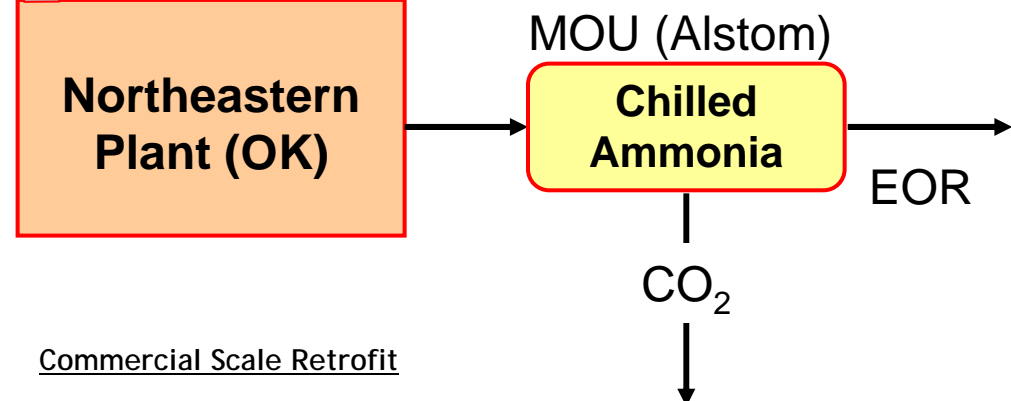 MOU (Alstom)
Northeastern
Plant (OK)
Chilled
Ammonia
EOR
CO₂
Commercial Scale Retrofit